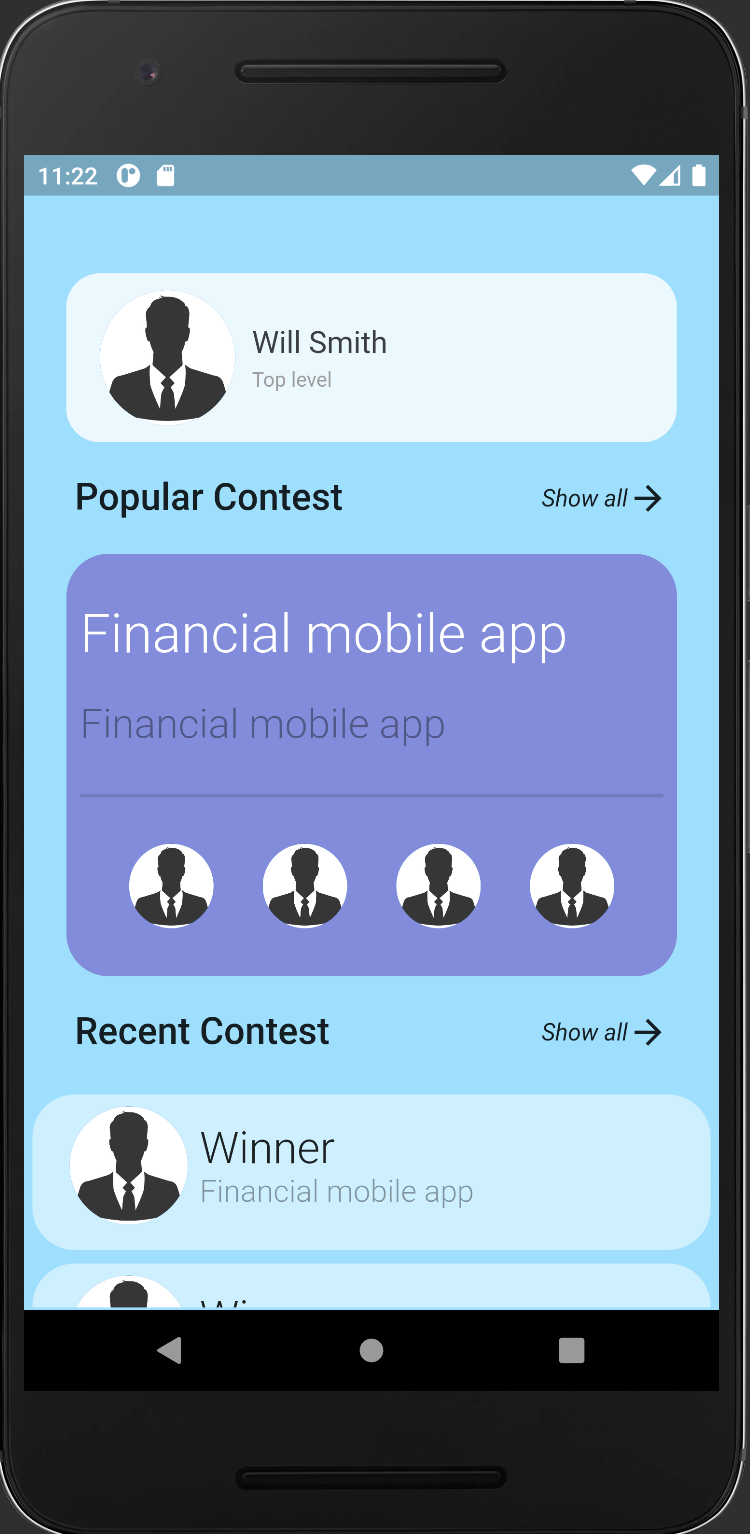 11:22
Will Smith
Top level
Popular Contest
Show all
Financial mobile app
Financial mobile app
Recent Contest
Show all
Winner
Financial mobile app